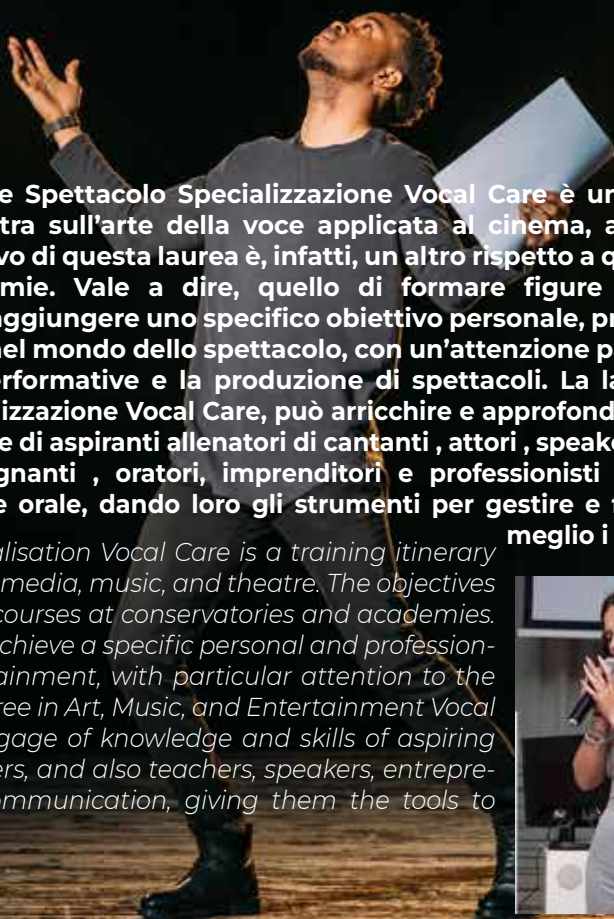 e Spettacolo Specializzazione Vocal Care è un
tra sull’arte della voce applicata al cinema, a
vo di questa laurea è, infatti, un altro rispetto a q
mie. Vale a dire, quello di formare figure
aggiungere uno specifico obiettivo personale, pr
nel mondo dello spettacolo, con un’attenzione p
erformative e la produzione di spettacoli. La la
lizzazione Vocal Care, può arricchire e approfond
e di aspiranti allenatori di cantanti , attori , speake
gnanti , oratori, imprenditori e professionisti
e orale, dando loro gli strumenti per gestire e f
meglio i
alisation Vocal Care is a training itinerary
media, music, and theatre. The objectives
courses at conservatories and academies.
chieve a specific personal and profession-
ainment, with particular attention to the
ree in Art, Music, and Entertainment Vocal
gage of knowledge and skills of aspiring
ers, and also teachers, speakers, entrepre-
ommunication, giving them the tools to